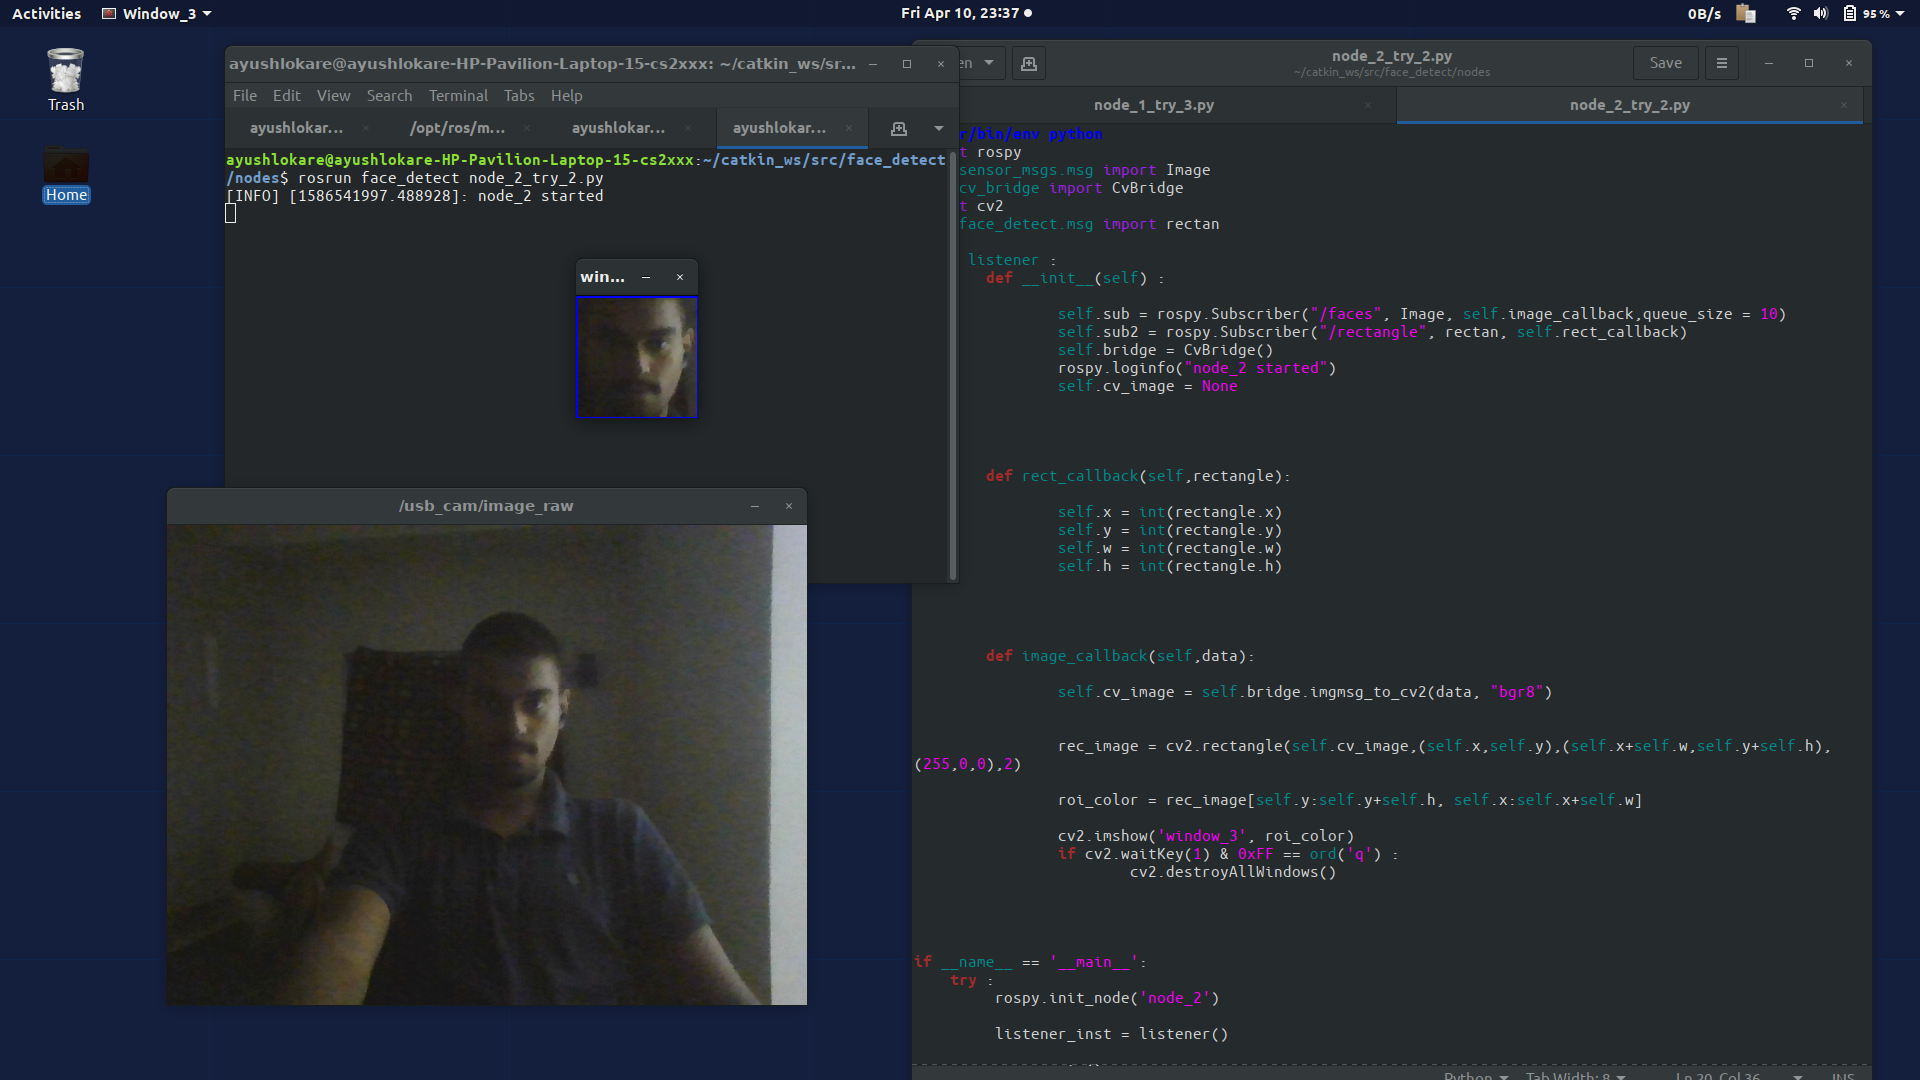 Activities
Window_3
Fri Apr 10, 23:37
0B/s
95 %
Trash
Home
ayushlokare@ayushlokare-HP-Pavilion-Laptop-15-cs2xxx: ~/catkin_ws/sr...
File Edit View Search Terminal Tabs Help
ayushlokar... /opt/ros/m... ayushlokar... ayushlokar...
ayushlokare@ayushlokare-HP-Pavilion-Laptop-15-cs2xxx:~/catkin_ws/src/face_detect
/nodes$ rosrun face_detect node_2_try_2.py
[INFO] [1586541997.488928]: node_2 started
win...
/usb_cam/image_raw
en
node_2_try_2.py
~/catkin_ws/src/face_detect/nodes
Save
node_1_try_3.py
node_2_try_2.py
r/bin/env python
t rospy
sensor_msgs.msg import Image
cv_bridge import CvBridge
t cv2
face_detect.msg import rectan
listener :
def __init__(self) :
self.sub = rospy.Subscriber("/faces", Image, self.image_callback,queue_size = 10)
self.sub2 = rospy.Subscriber("/rectangle", rectan, self.rect_callback)
self.bridge = CvBridge()
rospy.loginfo("node_2 started")
self.cv_image = None
def rect_callback(self,rectangle):
self.x = int(rectangle.x)
self.y = int(rectangle.y)
self.w = int(rectangle.w)
self.h = int(rectangle.h)
def image_callback(self,data):
self.cv_image = self.bridge.imgmsg_to_cv2(data, "bgr8")
rec_image = cv2.rectangle(self.cv_image,(self.x,self.y),(self.x+self.w,self.y+self.h),
(255,0,0),2)
roi_color = rec_image[self.y:self.y+self.h, self.x:self.x+self.w]
cv2.imshow('window_3', roi_color)
if cv2.waitKey(1) & 0xFF == ord('q') :
cv2.destroyAllWindows()
if __name__ == '__main__':
try :
rospy.init_node('node_2')
listener_inst = listener()
Python Tab Width: 8 Ln 20, Col 36 INS